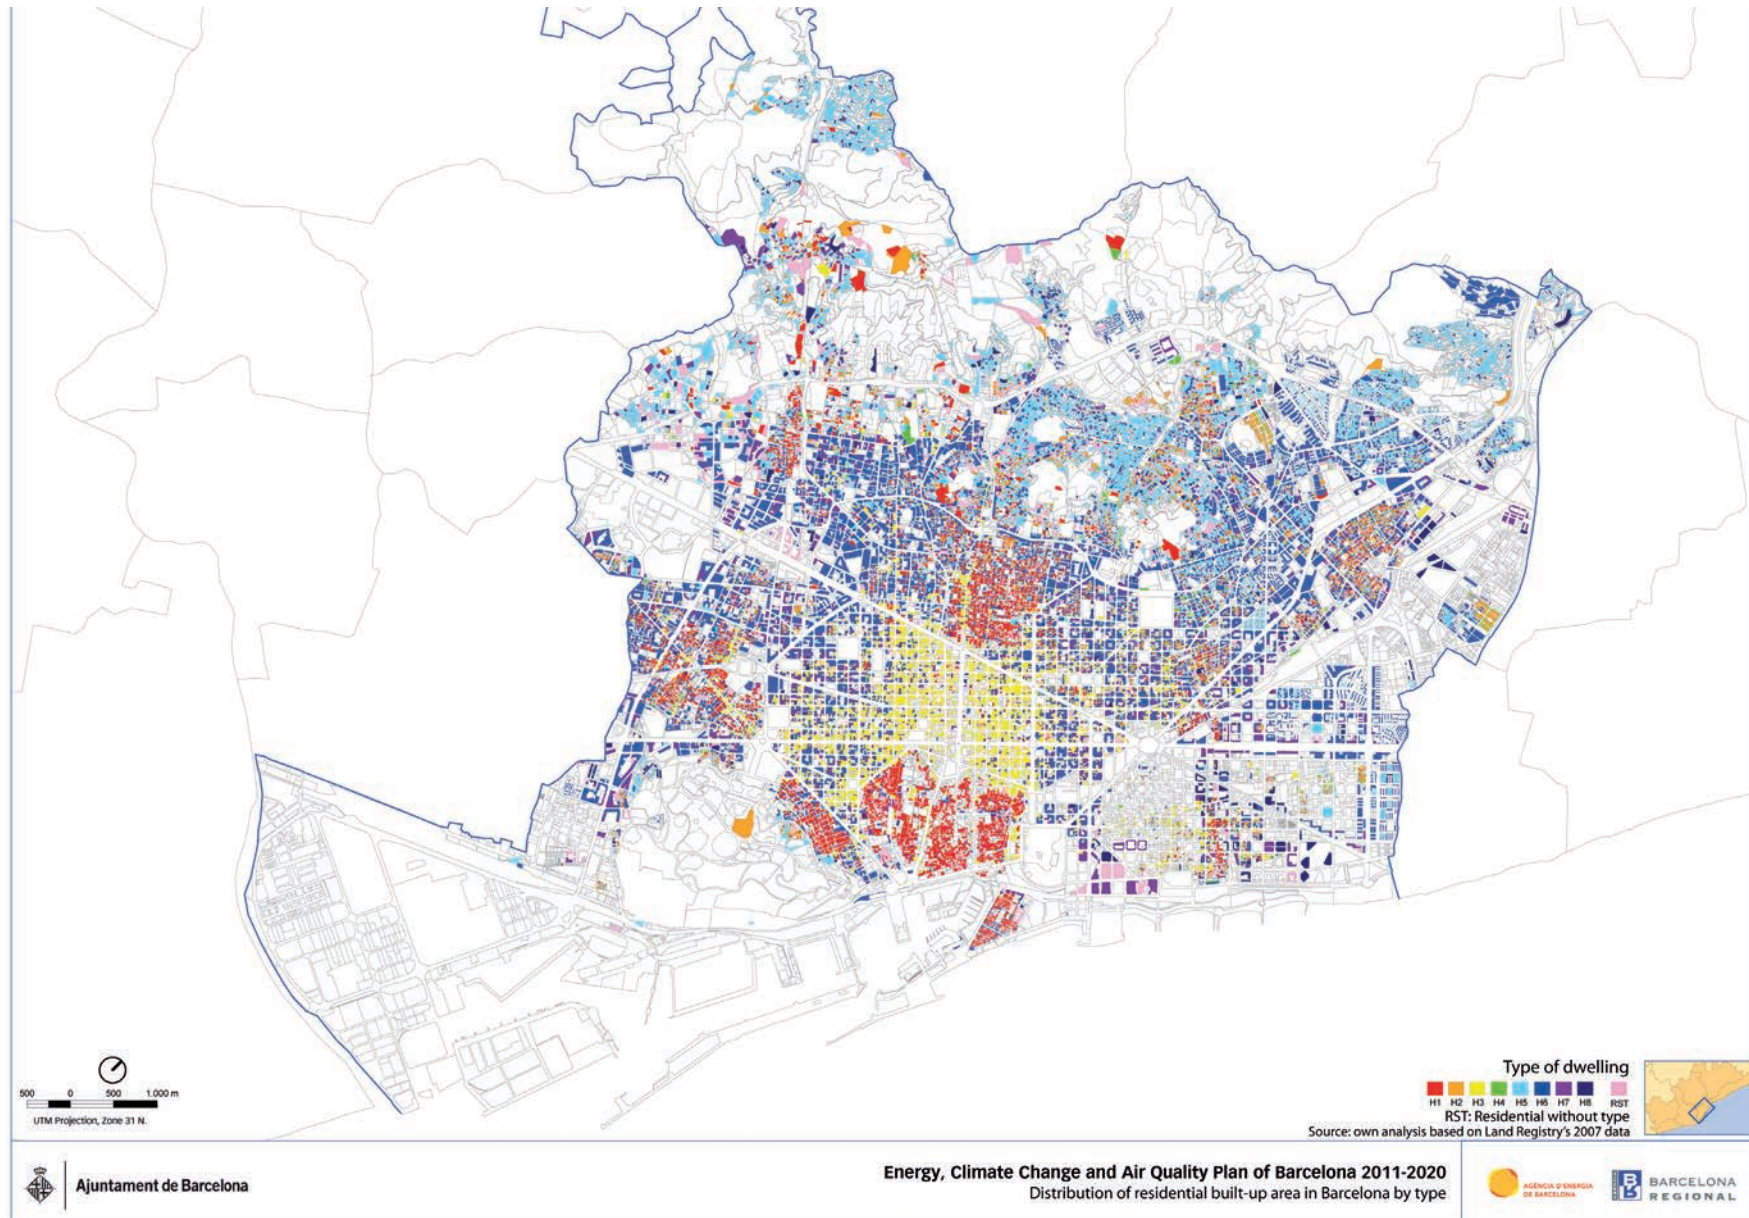 500 0 500 1.000 m
UTM Projection, Zone 31 N.
Type of dwelling
H1 H2 H3 H4 H5 H6 H7 H8 RST
RST: Residential without type
Source: own analysis based on Land Registry's 2007 data
Ajuntament de Barcelona
Energy, Climate Change and Air Quality Plan of Barcelona 2011-2020
Distribution of residential built-up area in Barcelona by type
AGÈNCIA D'ENERGIA
DE BARCELONA
BARCELONA
REGIONAL